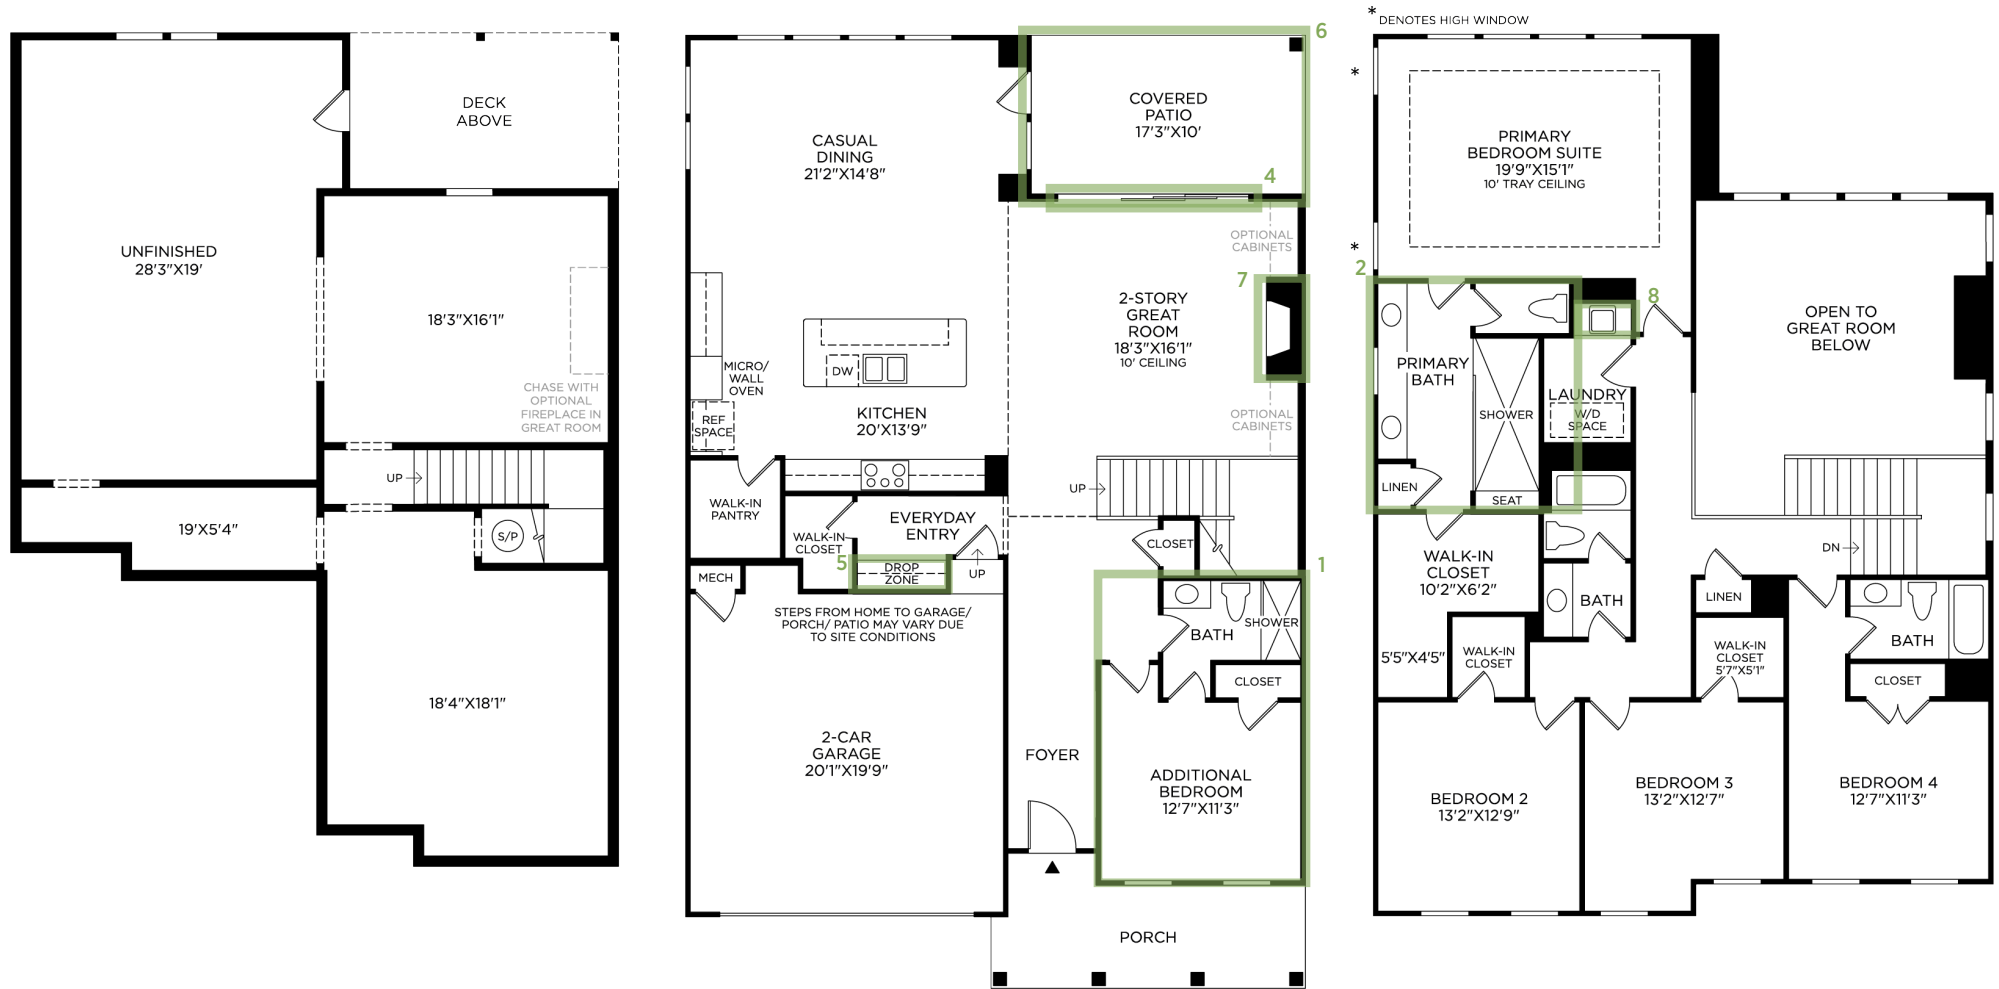 DECK
ABOVE
UNFINISHED
28'3"X19'
18'3"X16'1"
CHASE WITH
OPTIONAL
FIREPLACE IN
GREAT ROOM
UP
19'X5'4"
S/P
18'4"X18'1"
6
COVERED
PATIO
17'3"X10'
CASUAL
DINING
21'2"X14'8"
4
OPTIONAL
CABINETS
7
2-STORY
GREAT
ROOM
18'3"X16'1"
10' CEILING
MICRO/
WALL
OVEN
DW
REF
SPACE
KITCHEN
20'X13'9"
OPTIONAL
CABINETS
UP
WALK-IN
PANTRY
EVERYDAY
ENTRY
WALK-IN
CLOSET
CLOSET
5
DROP
ZONE
UP
1
MECH
STEPS FROM HOME TO GARAGE/
PORCH/ PATIO MAY VARY DUE
TO SITE CONDITIONS
BATH
SHOWER
CLOSET
2-CAR
GARAGE
20'1"X19'9"
FOYER
ADDITIONAL
BEDROOM
12'7"X11'3"
PORCH
* DENOTES HIGH WINDOW
*
PRIMARY
BEDROOM SUITE
19'9"X15'1"
10' TRAY CEILING
*
2
8
OPEN TO
GREAT ROOM
BELOW
PRIMARY
BATH
LAUNDRY
W/D
SPACE
SHOWER
LINEN
SEAT
WALK-IN
CLOSET
10'2"X6'2"
DN
BATH
LINEN
5'5"X4'5"
WALK-IN
CLOSET
WALK-IN
CLOSET
5'7"X5'1"
BATH
CLOSET
BEDROOM 2
13'2"X12'9"
BEDROOM 3
13'2"X12'7"
BEDROOM 4
12'7"X11'3"